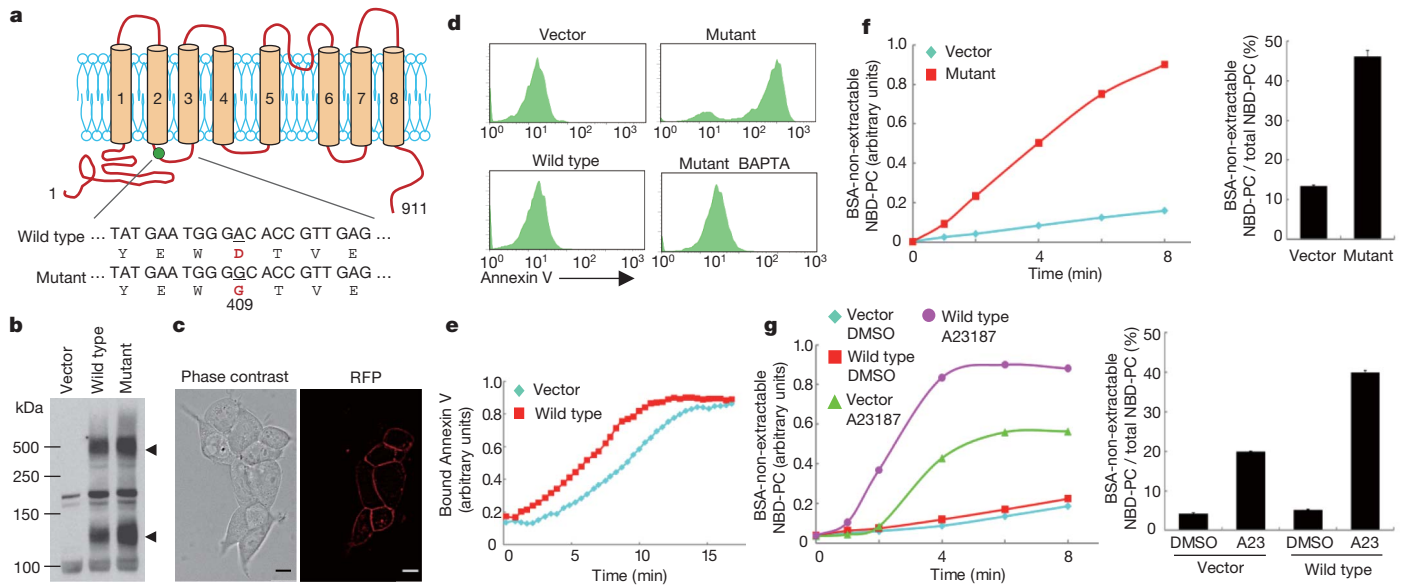 a
1 2 3 4 5 6 7 8
1
911
Wild type ... TAT GAA TGG GAC ACC GTT GAG ...
Y E W D T V E
Mutant ... TAT GAA TGG GGC ACC GTT GAG ...
Y E W G T V E
409
b
Vector
Wild type
Mutant
kDa
500
250
150
100
c
Phase contrast
RFP
d
Vector
Mutant
10⁰ 10¹ 10² 10³
10⁰ 10¹ 10² 10³
Wild type
Mutant BAPTA
10⁰ 10¹ 10² 10³
10⁰ 10¹ 10² 10³
Annexin V
e
Bound Annexin V
(arbitrary units)
1.0
0.8
0.6
0.4
0.2
0
Vector
Wild type
0 5 10 15
Time (min)
f
BSA-non-extractable
NBD-PC (arbitrary units)
1.0
0.8
0.6
0.4
0.2
0
Vector
Mutant
0 2 4 6 8
Time (min)
BSA-non-extractable
NBD-PC / total NBD-PC (%)
50
40
30
20
10
0
Vector Mutant
g
Vector
DMSO
Wild type
A23187
Wild type
DMSO
Vector
A23187
BSA-non-extractable
NBD-PC (arbitrary units)
1.0
0.8
0.6
0.4
0.2
0
0 4 8
Time (min)
BSA-non-extractable
NBD-PC / total NBD-PC (%)
50
40
30
20
10
0
DMSO A23 DMSO A23
Vector Wild type